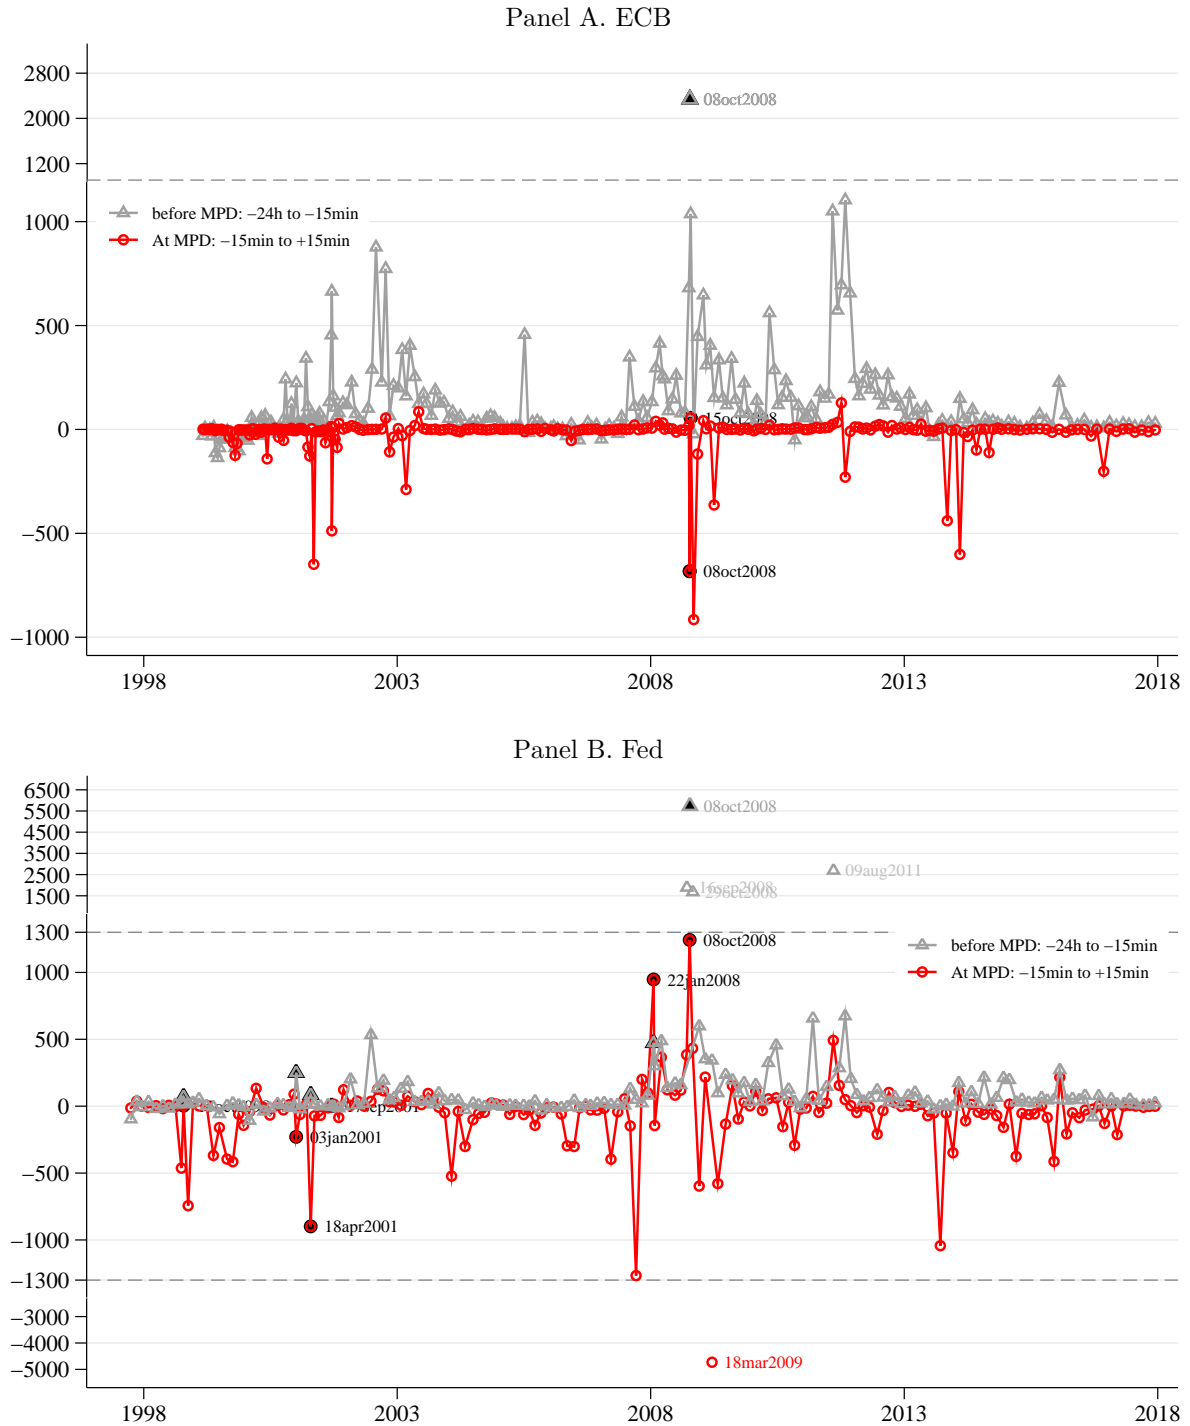 Panel A. ECB
2800
08oct2008
2000
1200
before MPD: −24h to −15min
1000
At MPD: −15min to +15min
500
15oct2008
0
−500
08oct2008
−1000
1998 2003 2008 2013 2018
Panel B. Fed
6500
5500
08oct2008
4500
3500
2500
09aug2011
16sep2008
1500
29oct2008
1300
08oct2008
before MPD: −24h to −15min
1000
At MPD: −15min to +15min
22jan2008
500
0
03jan2001
−500
18apr2001
−1000
−1300
−3000
−4000
18mar2009
−5000
1998 2003 2008 2013 2018